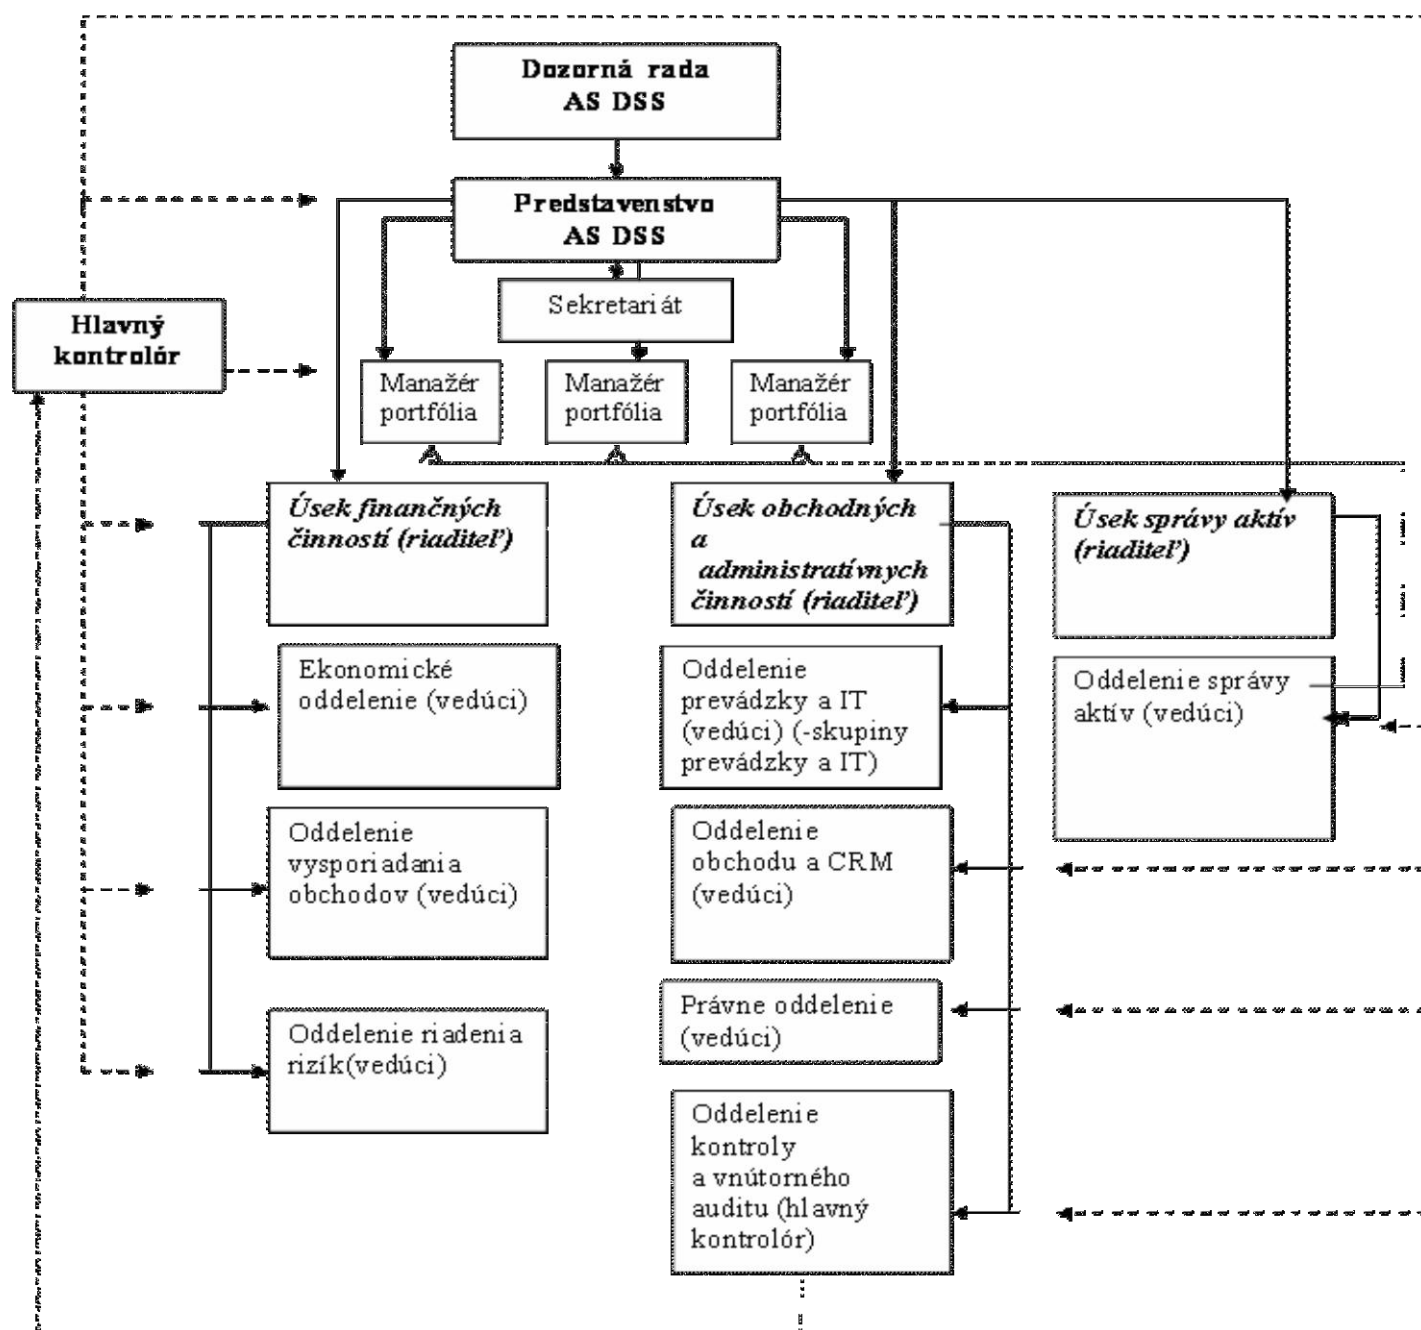 Dozorná rada
AS DSS
Predstavenstvo
AS DSS
Sekretariát
Hlavný
kontrolór
Manažér
portfólia
Manažér
portfólia
Manažér
portfólia
Úsek finančných
činností (riaditeľ)
Úsek obchodných
a
administratívnych
činností (riaditeľ)
Úsek správy aktív
(riaditeľ)
Ekonomické
oddelenie (vedúci)
Oddelenie
prevádzky a IT
(vedúci) (-skupiny
prevádzky a IT)
Oddelenie správy
aktív (vedúci)
Oddelenie
vysporiadania
obchodov (vedúci)
Oddelenie
obchodu a CRM
(vedúci)
Právne oddelenie
(vedúci)
Oddelenie riadenia
rizík(vedúci)
Oddelenie
kontroly
a vnútorného
auditu (hlavný
kontrolór)